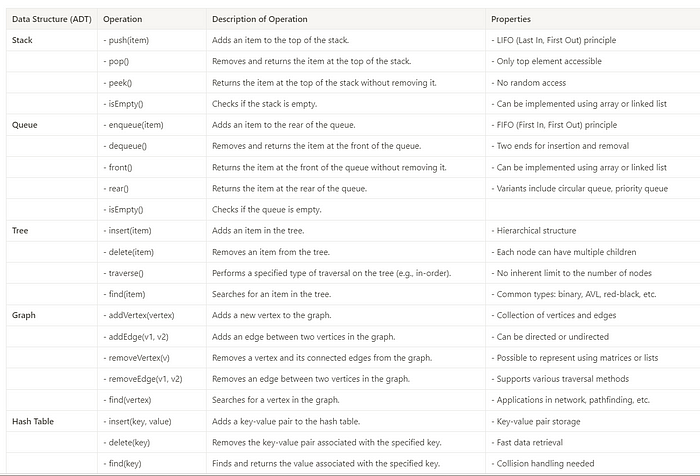 Data Structure (ADT) Operation Description of Operation Properties
Stack - push(item) Adds an item to the top of the stack. - LIFO (Last In, First Out) principle
- pop() Removes and returns the item at the top of the stack. - Only top element accessible
- peek() Returns the item at the top of the stack without removing it. - No random access
- isEmpty() Checks if the stack is empty. - Can be implemented using array or linked list
Queue - enqueue(item) Adds an item to the rear of the queue. - FIFO (First In, First Out) principle
- dequeue() Removes and returns the item at the front of the queue. - Two ends for insertion and removal
- front() Returns the item at the front of the queue without removing it. - Can be implemented using array or linked list
- rear() Returns the item at the rear of the queue. - Variants include circular queue, priority queue
- isEmpty() Checks if the queue is empty.
Tree - insert(item) Adds an item in the tree. - Hierarchical structure
- delete(item) Removes an item from the tree. - Each node can have multiple children
- traverse() Performs a specified type of traversal on the tree (e.g., in-order). - No inherent limit to the number of nodes
- find(item) Searches for an item in the tree. - Common types: binary, AVL, red-black, etc.
Graph - addVertex(vertex) Adds a new vertex to the graph. - Collection of vertices and edges
- addEdge(v1, v2) Adds an edge between two vertices in the graph. - Can be directed or undirected
- removeVertex(v) Removes a vertex and its connected edges from the graph. - Possible to represent using matrices or lists
- removeEdge(v1, v2) Removes an edge between two vertices in the graph. - Supports various traversal methods
- find(vertex) Searches for a vertex in the graph. - Applications in network, pathfinding, etc.
Hash Table - insert(key, value) Adds a key-value pair to the hash table. - Key-value pair storage
- delete(key) Removes the key-value pair associated with the specified key. - Fast data retrieval
- find(key) Finds and returns the value associated with the specified key. - Collision handling needed